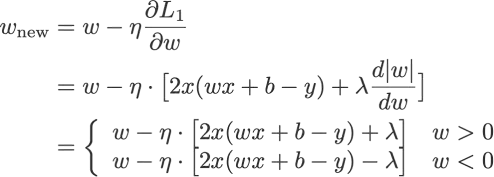 w_new = w − η ∂L₁/∂w
= w − η · [2x(wx + b − y) + λ d|w|/dw]
= { w − η · [2x(wx + b − y) + λ] w > 0
w − η · [2x(wx + b − y) − λ] w < 0